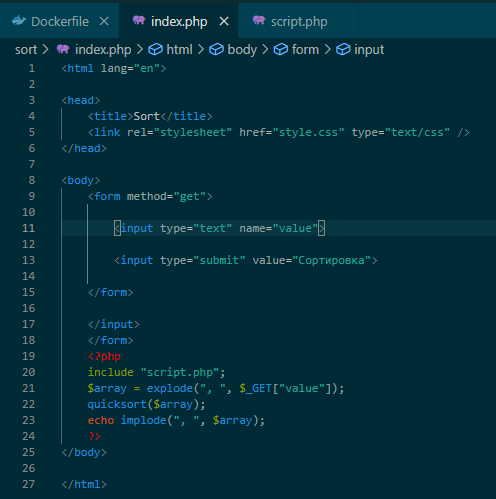 Dockerfile index.php × script.php
sort > index.php > html > body > form > input
1 <html lang="en">
2
3 <head>
4 <title>Sort</title>
5 <link rel="stylesheet" href="style.css" type="text/css" />
6 </head>
7
8 <body>
9 <form method="get">
10
11 <input type="text" name="value">
12
13 <input type="submit" value="Сортировка">
14
15 </form>
16
17 </input>
18 </form>
19 <?php
20 include "script.php";
21 $array = explode(", ", $_GET["value"]);
22 quicksort($array);
23 echo implode(", ", $array);
24 ?>
25 </body>
26
27 </html>